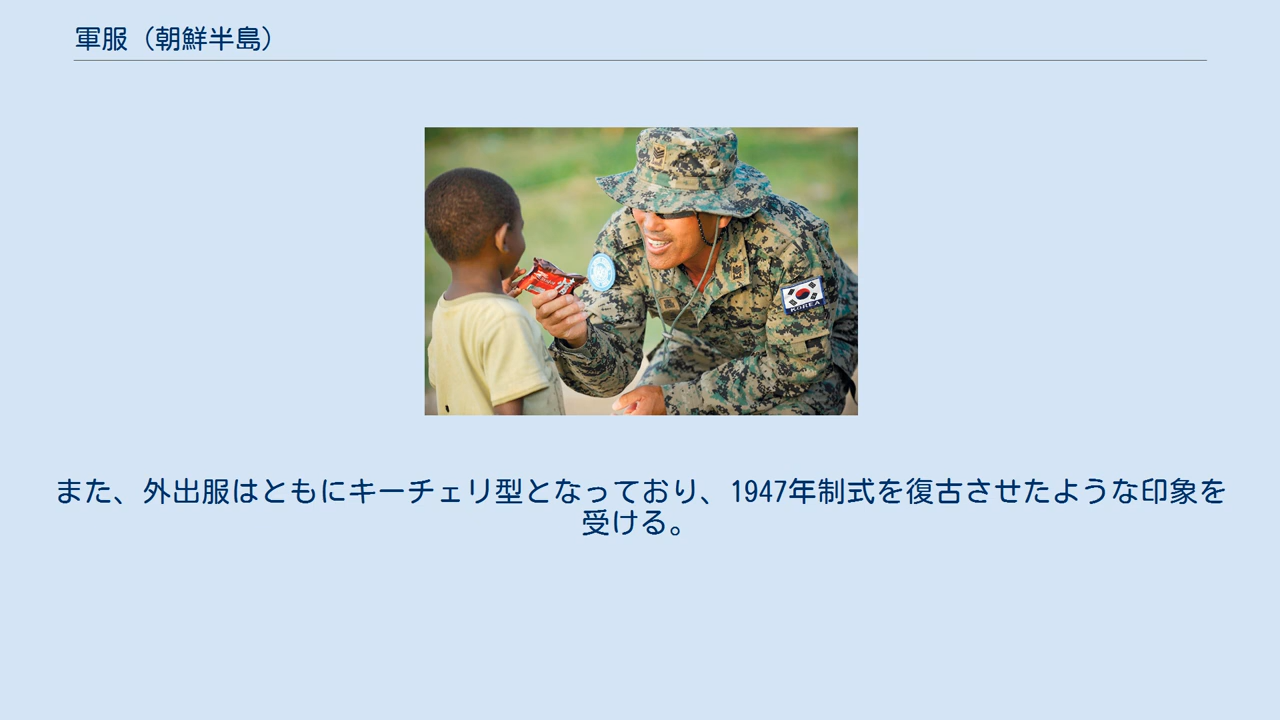 軍服（朝鮮半島）
KOREA
また、外出服はともにキーチェリ型となっており、1947年制式を復古させたような印象を
受ける。